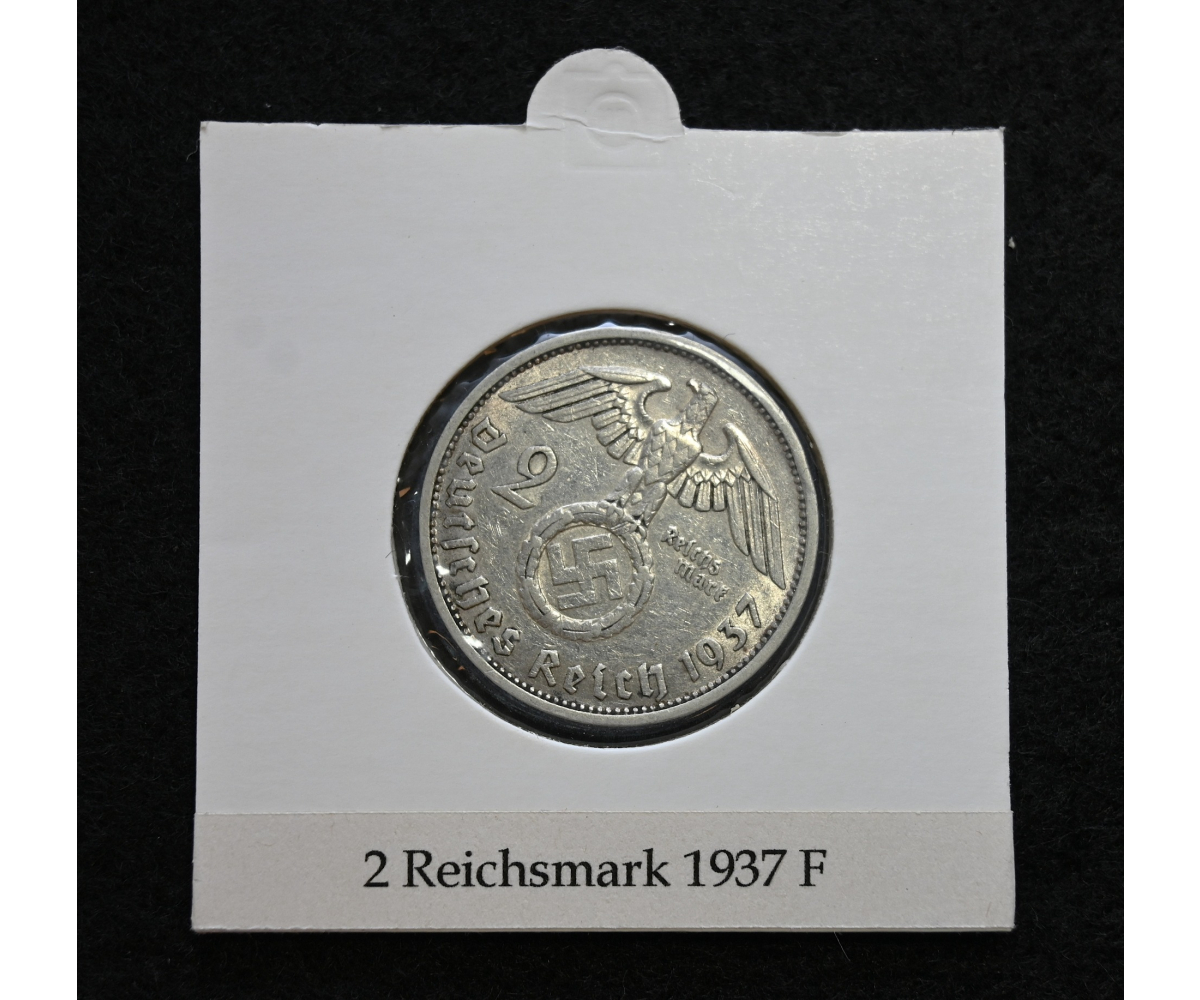 2
Reichs
mark
Deutsches Reich 1937
2 Reichsmark 1937 F